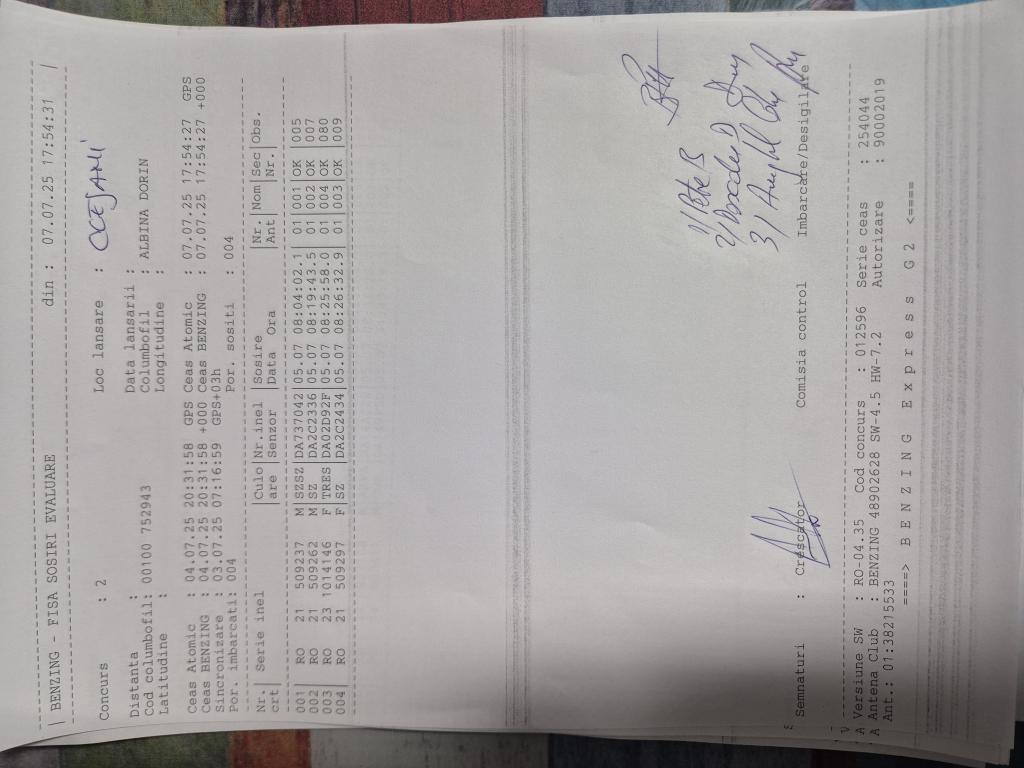 | BENZING - FISA SOSIRI EVALUARE din : 07.07.25 17:54:31 |
Concurs : 2 Loc lansare :
Distanta : Data lansarii :
Cod columbofil: 00100 752943 Columbofil : ALBINA DORIN
Latitudine : Longitudine :
Ceas Atomic : 04.07.25 20:31:58 GPS Ceas Atomic : 07.07.25 17:54:27 GPS
Ceas BENZING : 04.07.25 20:31:58 +000 Ceas BENZING : 07.07.25 17:54:27 +000
Sincronizare : 03.07.25 07:16:59 GPS+03h
Por. imbarcati: 004 Por. sositi : 004
Nr. | Serie inel |Culo|Nr.inel |Sosire |Nr |Nom|Sec|Obs.
crt| |are |Senzor |Data Ora |Ant| |Nr.|
001| RO 21 509237 M|SZSZ|DA737042|05.07 08:04:02.1| 01|001|OK |005
002| RO 21 509262 M|SZ |DA2C2336|05.07 08:19:43.5| 01|002|OK |007
003| RO 23 1014146 F|TRES|DA02D92F|05.07 08:25:58.0| 01|004|OK |080
004| RO 21 509297 F|SZ |DA2C2434|05.07 08:26:32.9| 01|003|OK |009
1)
2)
3)
Semnaturi : Crescator Comisia control Imbarcare/Desigilare
A Versiune SW : RO-04.35 Cod concurs : 012596 Serie ceas : 254044
A Antena Club : BENZING 48902628 SW-4.5 HW-7.2 Autorizare : 90002019
Ant.: 01:38215533
====> B E N Z I N G E x p r e s s G 2 <====